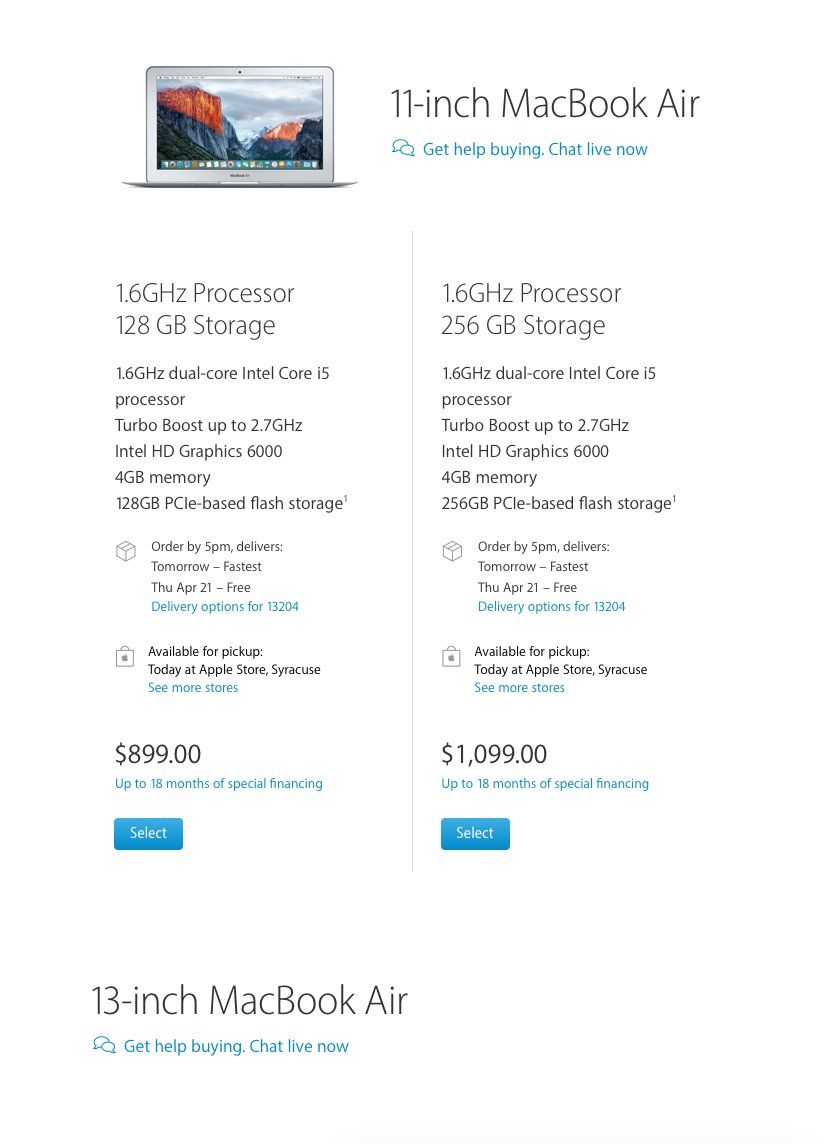 11-inch MacBook Air
Get help buying. Chat live now
1.6GHz Processor
128 GB Storage
1.6GHz dual-core Intel Core i5
processor
Turbo Boost up to 2.7GHz
Intel HD Graphics 6000
4GB memory
128GB PCIe-based flash storage¹
Order by 5pm, delivers:
Tomorrow – Fastest
Thu Apr 21 – Free
Delivery options for 13204
Available for pickup:
Today at Apple Store, Syracuse
See more stores
$899.00
Up to 18 months of special financing
Select
1.6GHz Processor
256 GB Storage
1.6GHz dual-core Intel Core i5
processor
Turbo Boost up to 2.7GHz
Intel HD Graphics 6000
4GB memory
256GB PCIe-based flash storage¹
Order by 5pm, delivers:
Tomorrow – Fastest
Thu Apr 21 – Free
Delivery options for 13204
Available for pickup:
Today at Apple Store, Syracuse
See more stores
$1,099.00
Up to 18 months of special financing
Select
13-inch MacBook Air
Get help buying. Chat live now